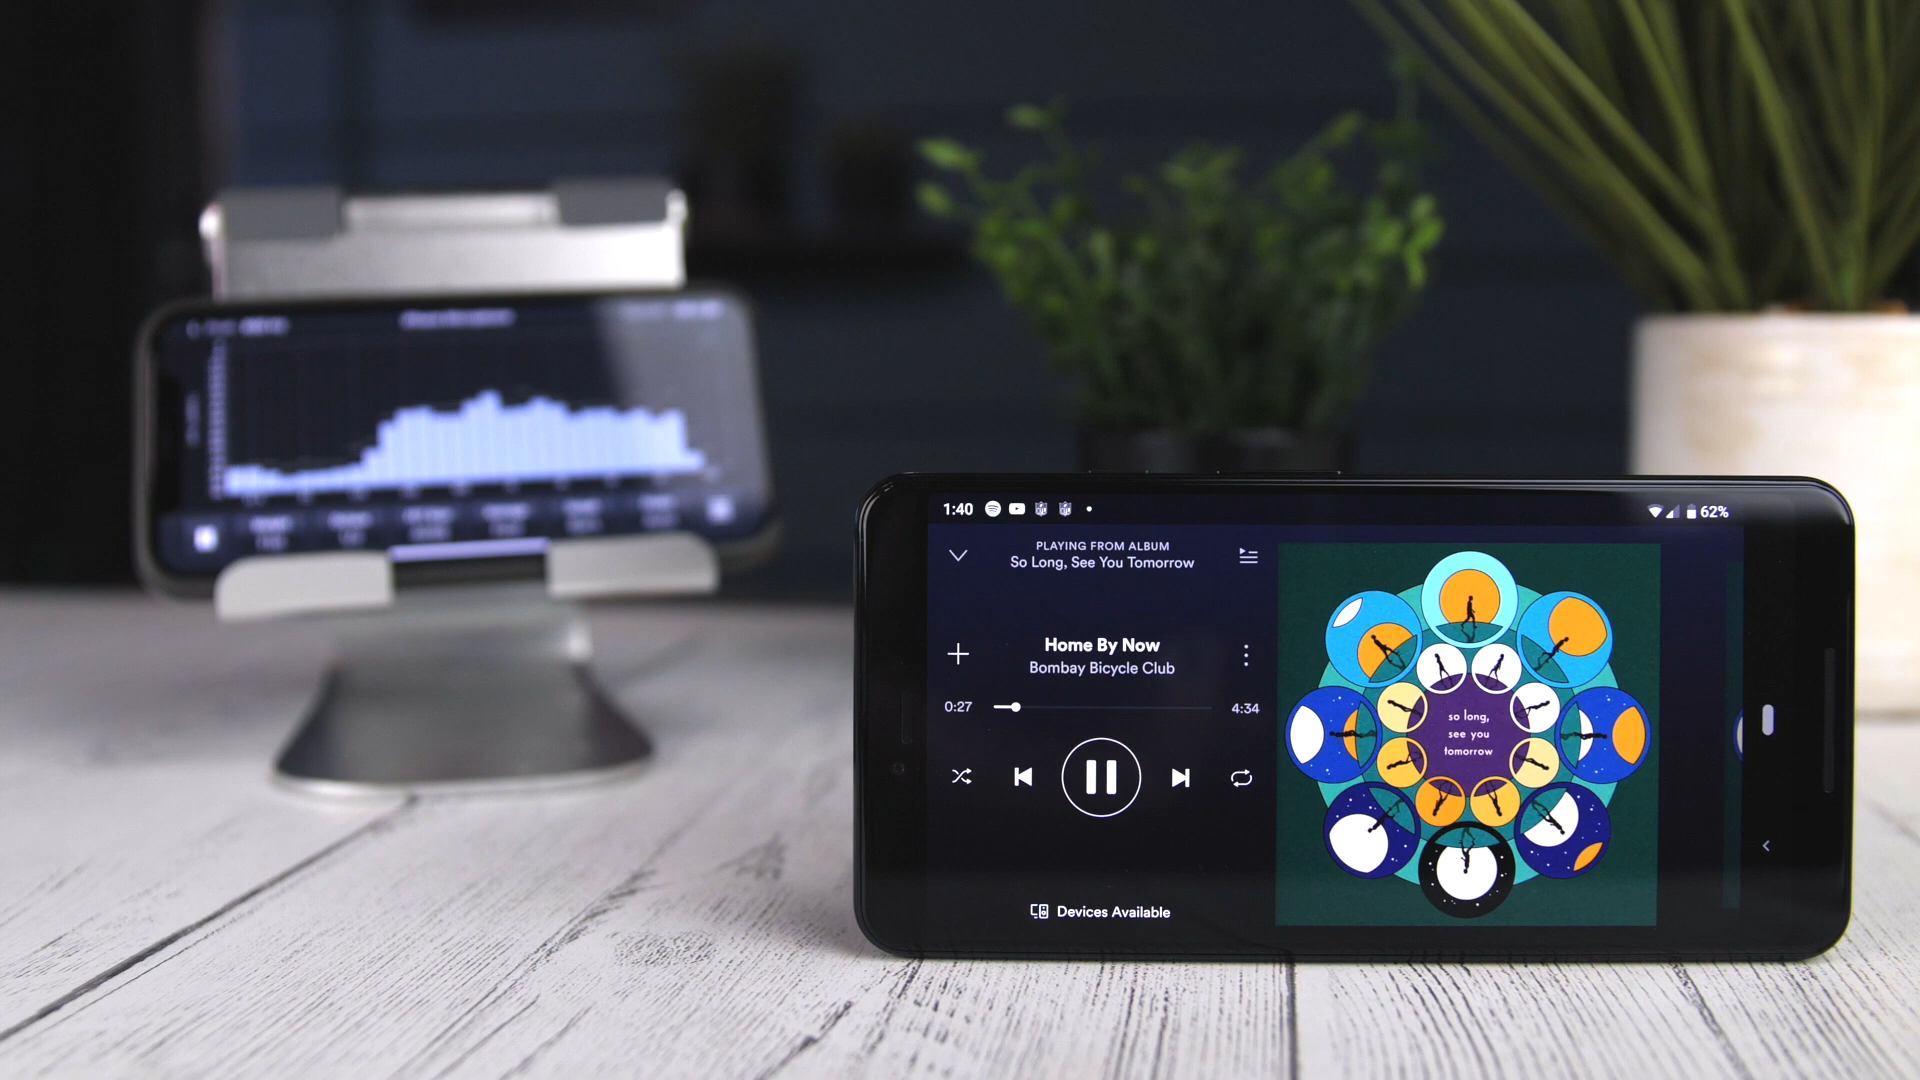 1:40
62%
PLAYING FROM ALBUM
So Long, See You Tomorrow
Home By Now
Bombay Bicycle Club
0:27
4:34
Devices Available
so long,
see you
tomorrow